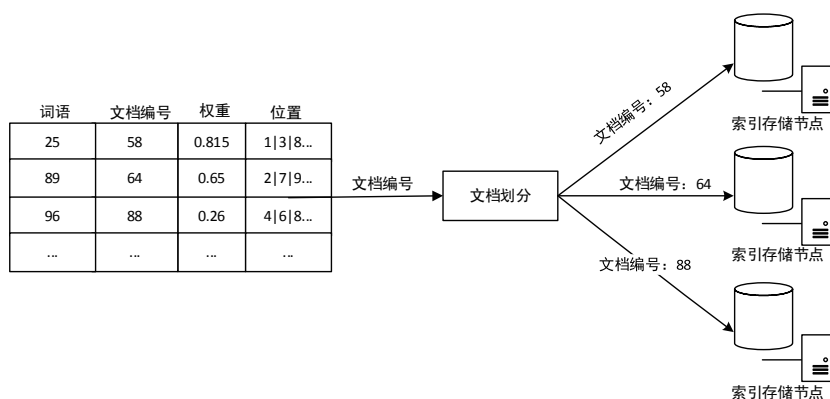 词语 文档编号 权重 位置
25 58 0.815 1|3|8...
89 64 0.65 2|7|9...
96 88 0.26 4|6|8...
... ... ... ...
文档编号
文档划分
文档编号：58
文档编号：64
文档编号：88
索引存储节点
索引存储节点
索引存储节点